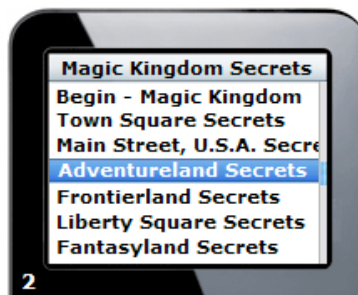 Magic Kingdom Secrets
Begin - Magic Kingdom
Town Square Secrets
Main Street, U.S.A. Secre
Adventureland Secrets
Frontierland Secrets
Liberty Square Secrets
Fantasyland Secrets
2